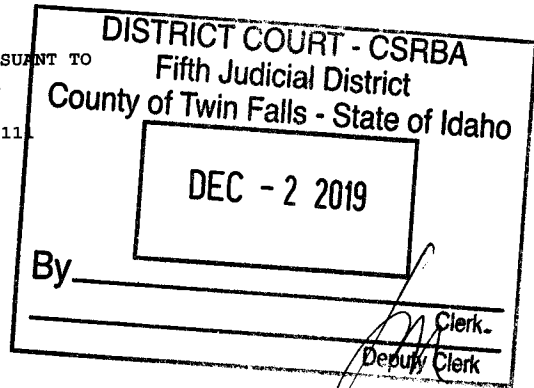 SUANT TO
111
DISTRICT COURT - CSRBA
Fifth Judicial District
County of Twin Falls - State of Idaho
DEC - 2 2019
By
Clerk
Deputy Clerk